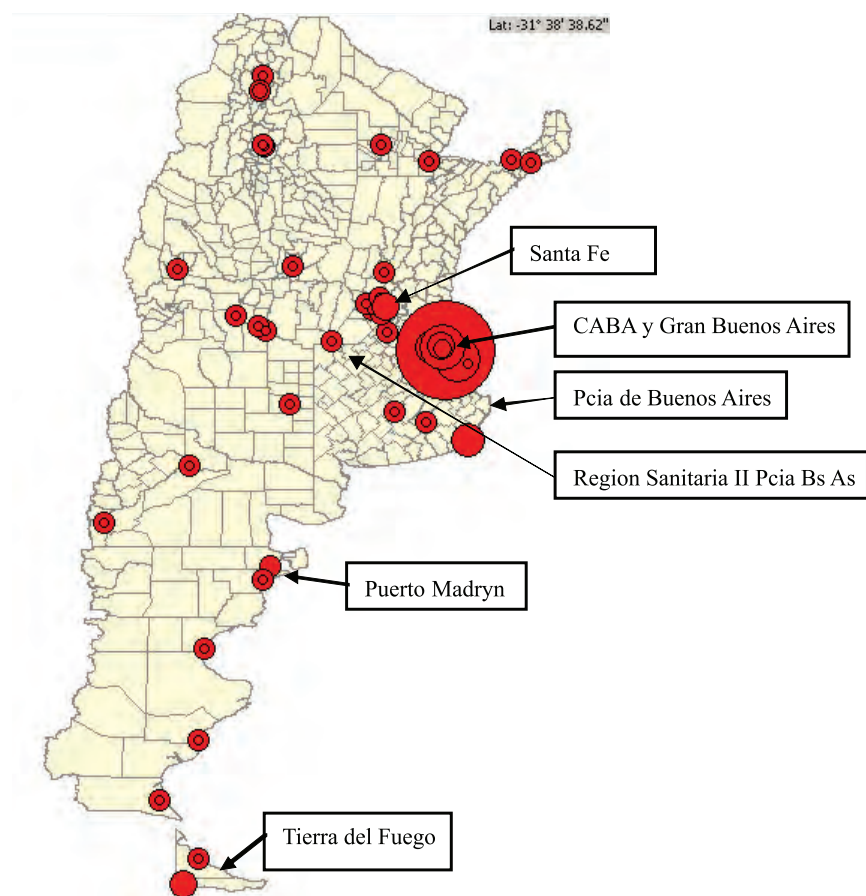 Lat: -31° 38' 38.62"
Santa Fe
CABA y Gran Buenos Aires
Pcia de Buenos Aires
Region Sanitaria II Pcia Bs As
Puerto Madryn
Tierra del Fuego